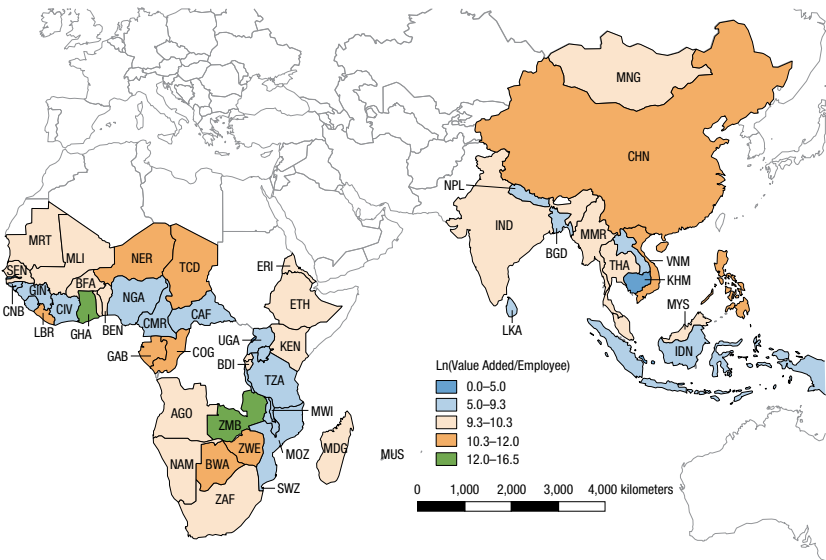 MNG
CHN
NPL
IND
BGD
MMR
THA
VNM
KHM
MYS
LKA
IDN
MRT
MLI
NER
TCD
ERI
SEN
GIN
BFA
NGA
ETH
CNB
CIV
CMR
CAF
LBR
GHA
BEN
UGA
KEN
GAB
COG
BDI
TZA
AGO
MWI
ZMB
ZWE
MOZ
MDG
MUS
NAM
BWA
SWZ
ZAF
Ln(Value Added/Employee)
0.0–5.0
5.0–9.3
9.3–10.3
10.3–12.0
12.0–16.5
0 1,000 2,000 3,000 4,000 kilometers